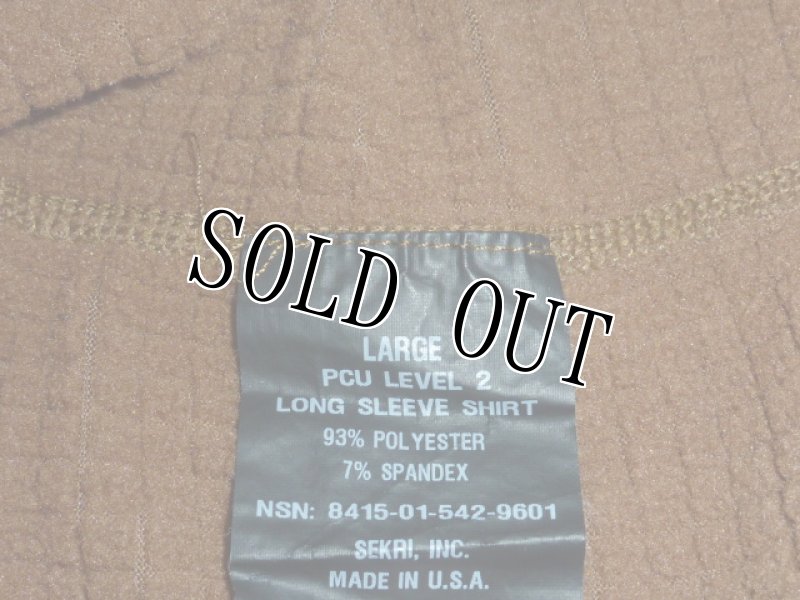 SOLD OUT
LARGE
PCU LEVEL 2
LONG SLEEVE SHIRT
93% POLYESTER
7% SPANDEX
NSN: 8415-01-542-9601
SEKRI, INC.
MADE IN U.S.A.